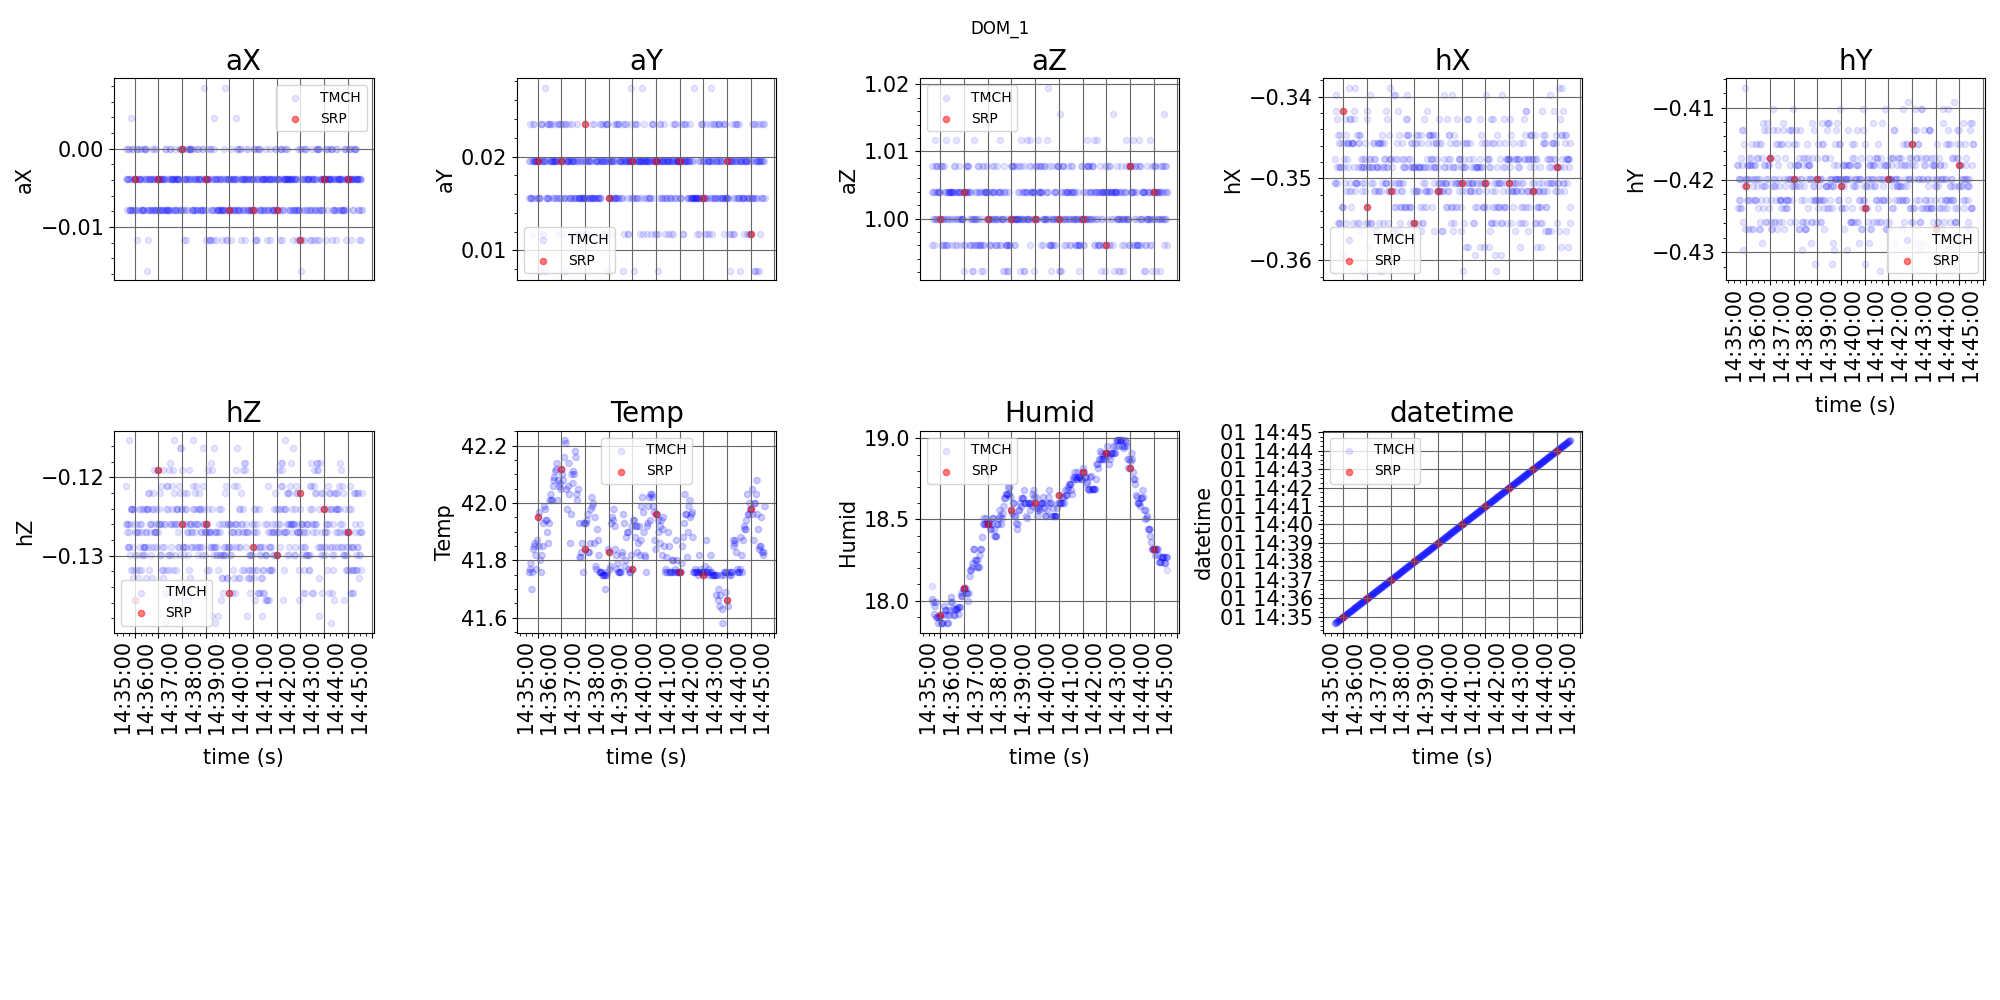 DOM_1
aX
aX
0.00
−0.01
TMCH
SRP
aY
aY
0.02
0.01
TMCH
SRP
aZ
aZ
1.02
1.01
1.00
TMCH
SRP
hX
hX
−0.34
−0.35
−0.36
TMCH
SRP
hY
hY
−0.41
−0.42
−0.43
TMCH
SRP
14:35:00
14:36:00
14:37:00
14:38:00
14:39:00
14:40:00
14:41:00
14:42:00
14:43:00
14:44:00
14:45:00
time (s)
hZ
hZ
−0.12
−0.13
TMCH
SRP
14:35:00
14:36:00
14:37:00
14:38:00
14:39:00
14:40:00
14:41:00
14:42:00
14:43:00
14:44:00
14:45:00
time (s)
Temp
Temp
42.2
42.0
41.8
41.6
TMCH
SRP
14:35:00
14:36:00
14:37:00
14:38:00
14:39:00
14:40:00
14:41:00
14:42:00
14:43:00
14:44:00
14:45:00
time (s)
Humid
Humid
19.0
18.5
18.0
TMCH
SRP
14:35:00
14:36:00
14:37:00
14:38:00
14:39:00
14:40:00
14:41:00
14:42:00
14:43:00
14:44:00
14:45:00
time (s)
datetime
datetime
01 14:45
01 14:44
01 14:43
01 14:42
01 14:41
01 14:40
01 14:39
01 14:38
01 14:37
01 14:36
01 14:35
TMCH
SRP
14:35:00
14:36:00
14:37:00
14:38:00
14:39:00
14:40:00
14:41:00
14:42:00
14:43:00
14:44:00
14:45:00
time (s)